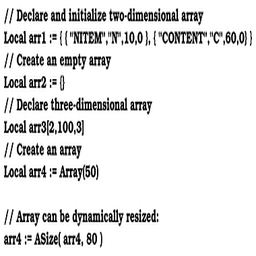 // Declare and initialize two-dimensional array
Local arr1 := { { "NITEM","N",10,0 }, { "CONTENT","C",60,0} }
// Create an empty array
Local arr2 := {}
// Declare three-dimensional array
Local arr3[2,100,3]
// Create an array
Local arr4 := Array(50)
// Array can be dynamically resized:
arr4 := ASize( arr4, 80 )